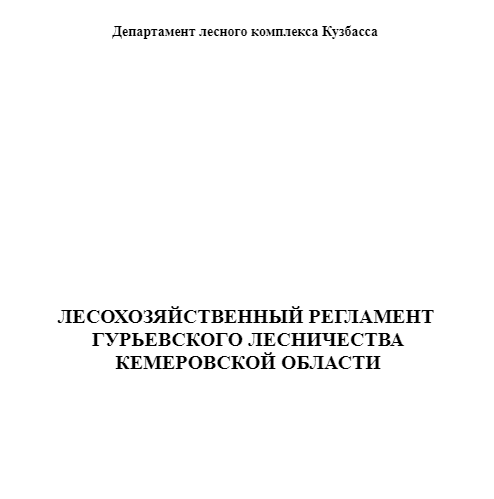 Департамент лесного комплекса Кузбасса
ЛЕСОХОЗЯЙСТВЕННЫЙ РЕГЛАМЕНТ
ГУРЬЕВСКОГО ЛЕСНИЧЕСТВА
КЕМЕРОВСКОЙ ОБЛАСТИ